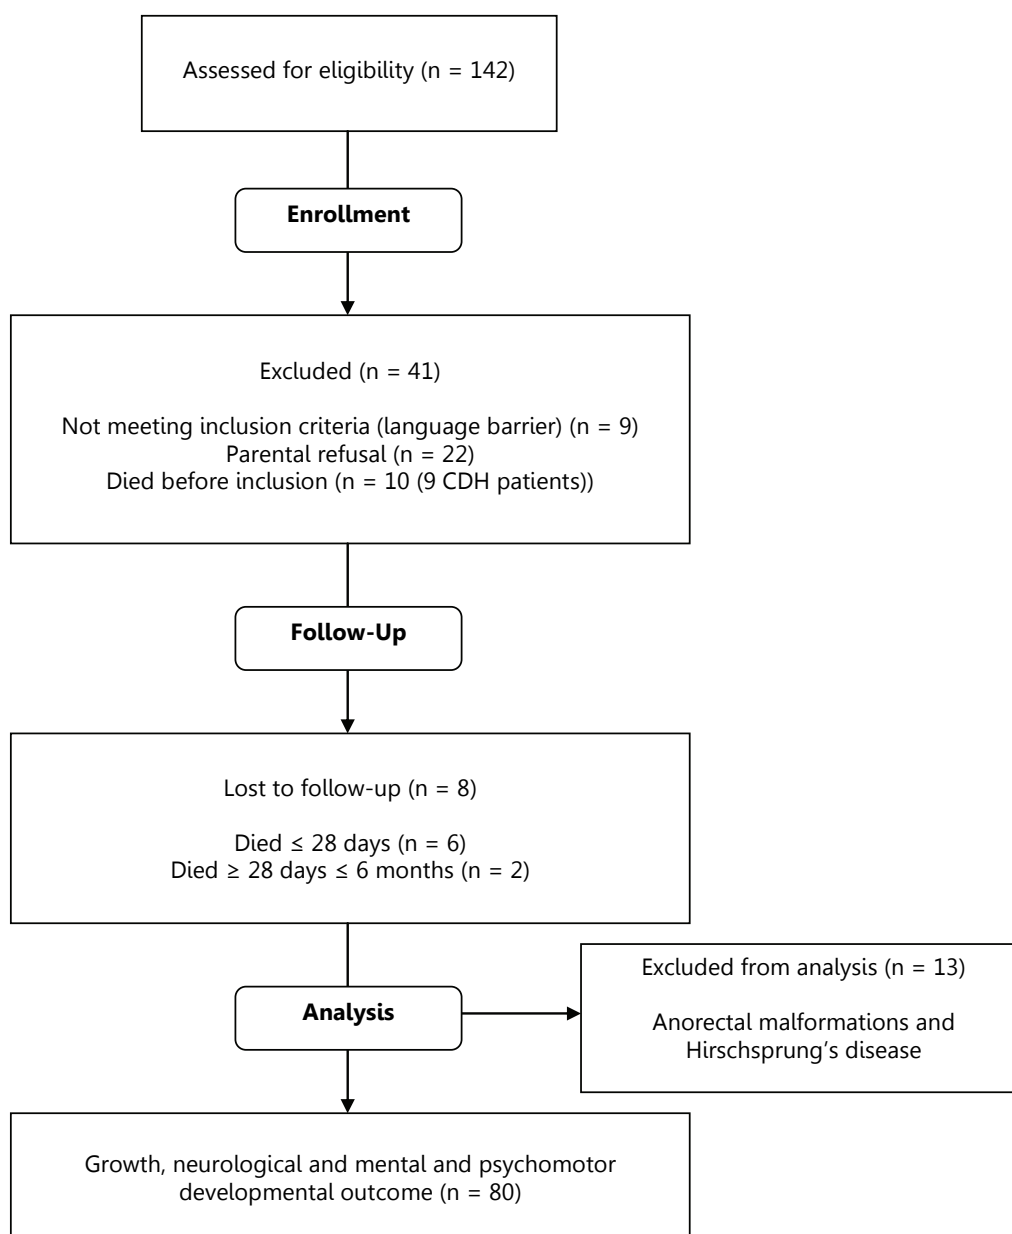 Assessed for eligibility (n = 142)
Enrollment
Excluded (n = 41)
Not meeting inclusion criteria (language barrier) (n = 9)
Parental refusal (n = 22)
Died before inclusion (n = 10 (9 CDH patients))
Follow-Up
Lost to follow-up (n = 8)
Died ≤ 28 days (n = 6)
Died ≥ 28 days ≤ 6 months (n = 2)
Excluded from analysis (n = 13)
Anorectal malformations and
Hirschsprung's disease
Analysis
Growth, neurological and mental and psychomotor
developmental outcome (n = 80)